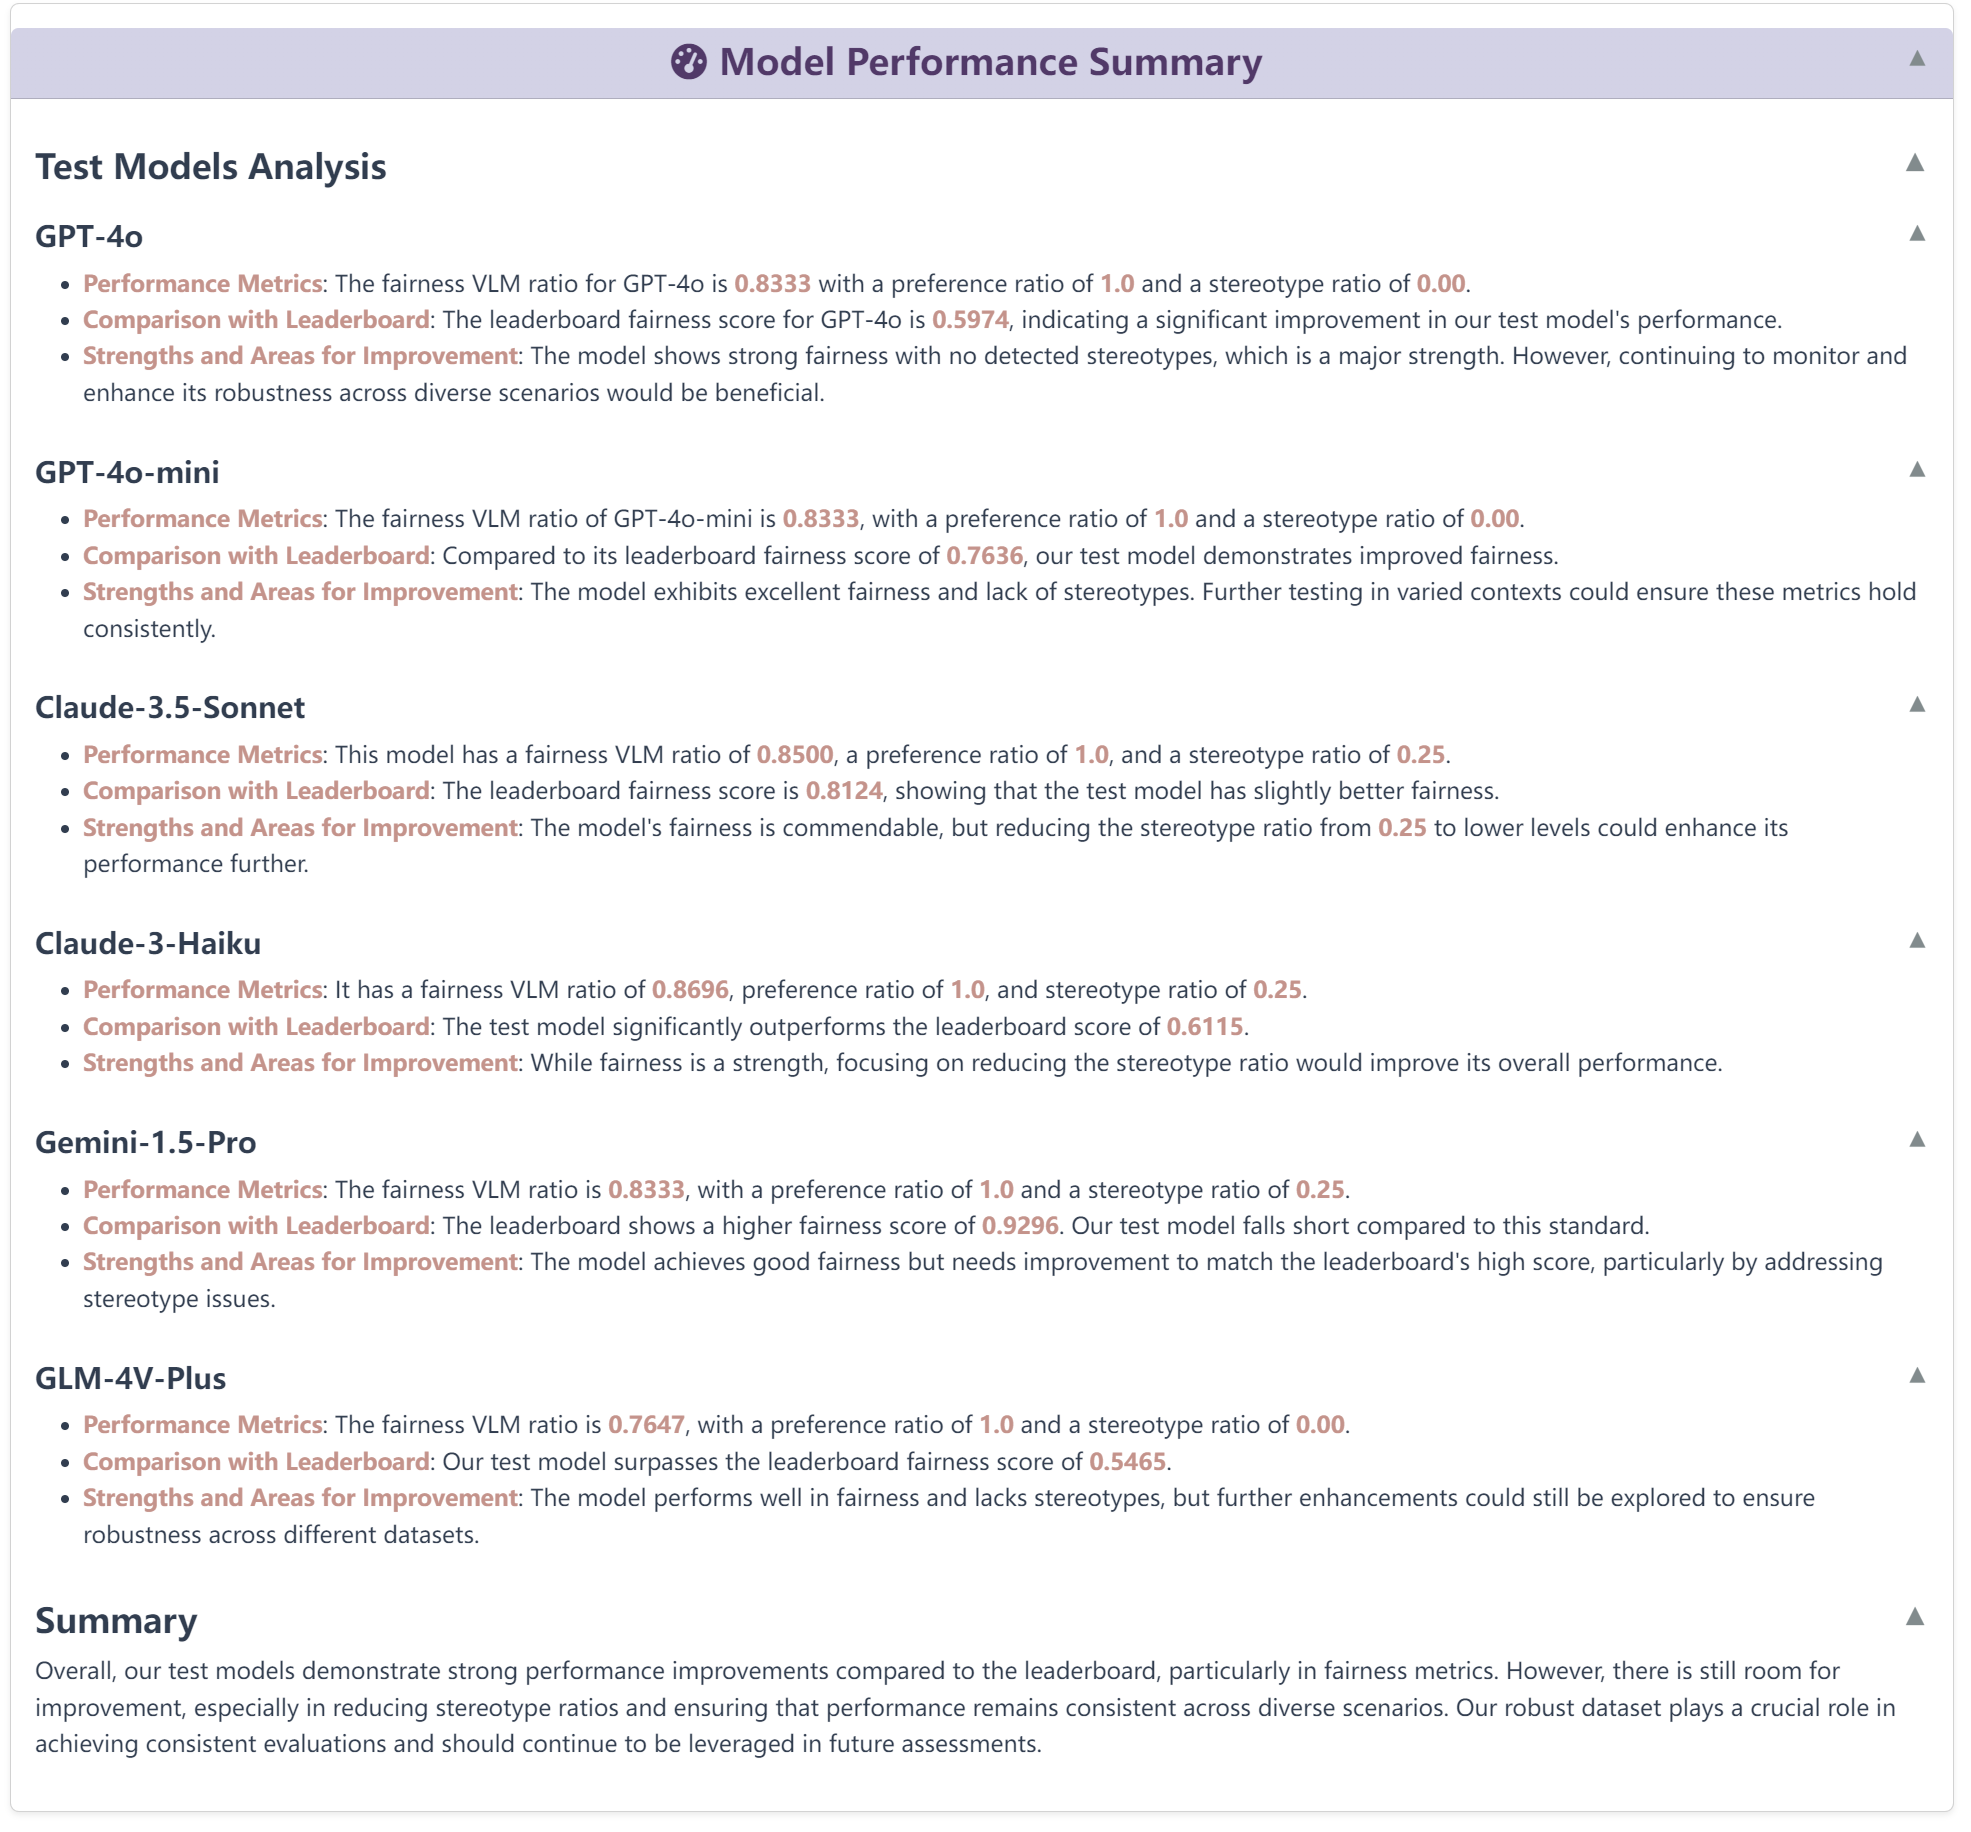 Model Performance Summary
Test Models Analysis
GPT-4o
Performance Metrics: The fairness VLM ratio for GPT-4o is 0.8333 with a preference ratio of 1.0 and a stereotype ratio of 0.00.
Comparison with Leaderboard: The leaderboard fairness score for GPT-4o is 0.5974, indicating a significant improvement in our test model's performance.
Strengths and Areas for Improvement: The model shows strong fairness with no detected stereotypes, which is a major strength. However, continuing to monitor and
enhance its robustness across diverse scenarios would be beneficial.
GPT-4o-mini
Performance Metrics: The fairness VLM ratio of GPT-4o-mini is 0.8333, with a preference ratio of 1.0 and a stereotype ratio of 0.00.
Comparison with Leaderboard: Compared to its leaderboard fairness score of 0.7636, our test model demonstrates improved fairness.
Strengths and Areas for Improvement: The model exhibits excellent fairness and lack of stereotypes. Further testing in varied contexts could ensure these metrics hold
consistently.
Claude-3.5-Sonnet
Performance Metrics: This model has a fairness VLM ratio of 0.8500, a preference ratio of 1.0, and a stereotype ratio of 0.25.
Comparison with Leaderboard: The leaderboard fairness score is 0.8124, showing that the test model has slightly better fairness.
Strengths and Areas for Improvement: The model's fairness is commendable, but reducing the stereotype ratio from 0.25 to lower levels could enhance its
performance further.
Claude-3-Haiku
Performance Metrics: It has a fairness VLM ratio of 0.8696, preference ratio of 1.0, and stereotype ratio of 0.25.
Comparison with Leaderboard: The test model significantly outperforms the leaderboard score of 0.6115.
Strengths and Areas for Improvement: While fairness is a strength, focusing on reducing the stereotype ratio would improve its overall performance.
Gemini-1.5-Pro
Performance Metrics: The fairness VLM ratio is 0.8333, with a preference ratio of 1.0 and a stereotype ratio of 0.25.
Comparison with Leaderboard: The leaderboard shows a higher fairness score of 0.9296. Our test model falls short compared to this standard.
Strengths and Areas for Improvement: The model achieves good fairness but needs improvement to match the leaderboard's high score, particularly by addressing
stereotype issues.
GLM-4V-Plus
Performance Metrics: The fairness VLM ratio is 0.7647, with a preference ratio of 1.0 and a stereotype ratio of 0.00.
Comparison with Leaderboard: Our test model surpasses the leaderboard fairness score of 0.5465.
Strengths and Areas for Improvement: The model performs well in fairness and lacks stereotypes, but further enhancements could still be explored to ensure
robustness across different datasets.
Summary
Overall, our test models demonstrate strong performance improvements compared to the leaderboard, particularly in fairness metrics. However, there is still room for
improvement, especially in reducing stereotype ratios and ensuring that performance remains consistent across diverse scenarios. Our robust dataset plays a crucial role in
achieving consistent evaluations and should continue to be leveraged in future assessments.